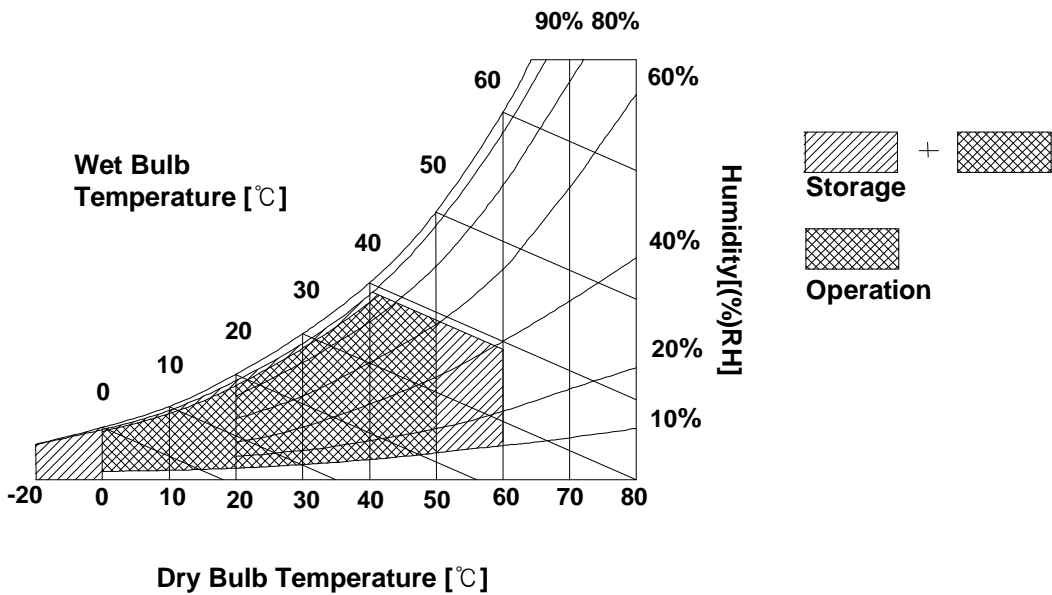 90% 80%
60
60%
Wet Bulb
Temperature [℃]
50
Storage
+
40
40%
Humidity[(%)RH]
30
Operation
20
20%
10
0
10%
-20 0 10 20 30 40 50 60 70 80
Dry Bulb Temperature [℃]